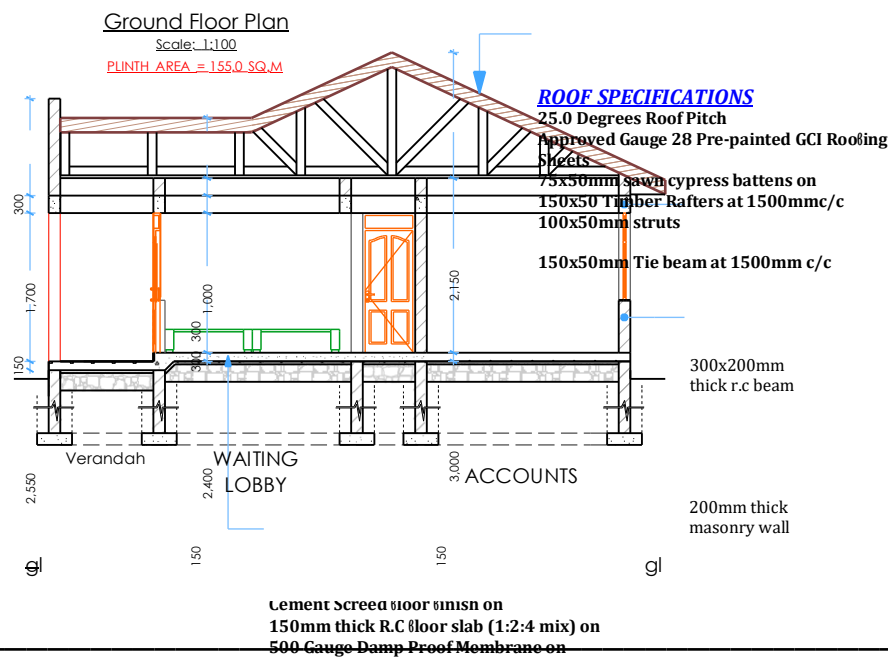 Ground Floor Plan
Scale; 1;100
PLINTH AREA = 155,0 SQ,M
ROOF SPECIFICATIONS
25.0 Degrees Roof Pitch
Approved Gauge 28 Pre-painted GCI Roofing
Sheets
75x50mm sawn cypress battens on
150x50 Timber Rafters at 1500mmc/c
100x50mm struts
150x50mm Tie beam at 1500mm c/c
300
1,700
150
1,000
300
300
2,150
300x200mm
thick r.c beam
Verandah
WAITING
LOBBY
ACCOUNTS
2,550
2,400
3,000
200mm thick
masonry wall
150
150
gl
gl
Cement Screed floor finish on
150mm thick R.C floor slab (1:2:4 mix) on
500 Gauge Damp Proof Membrane on